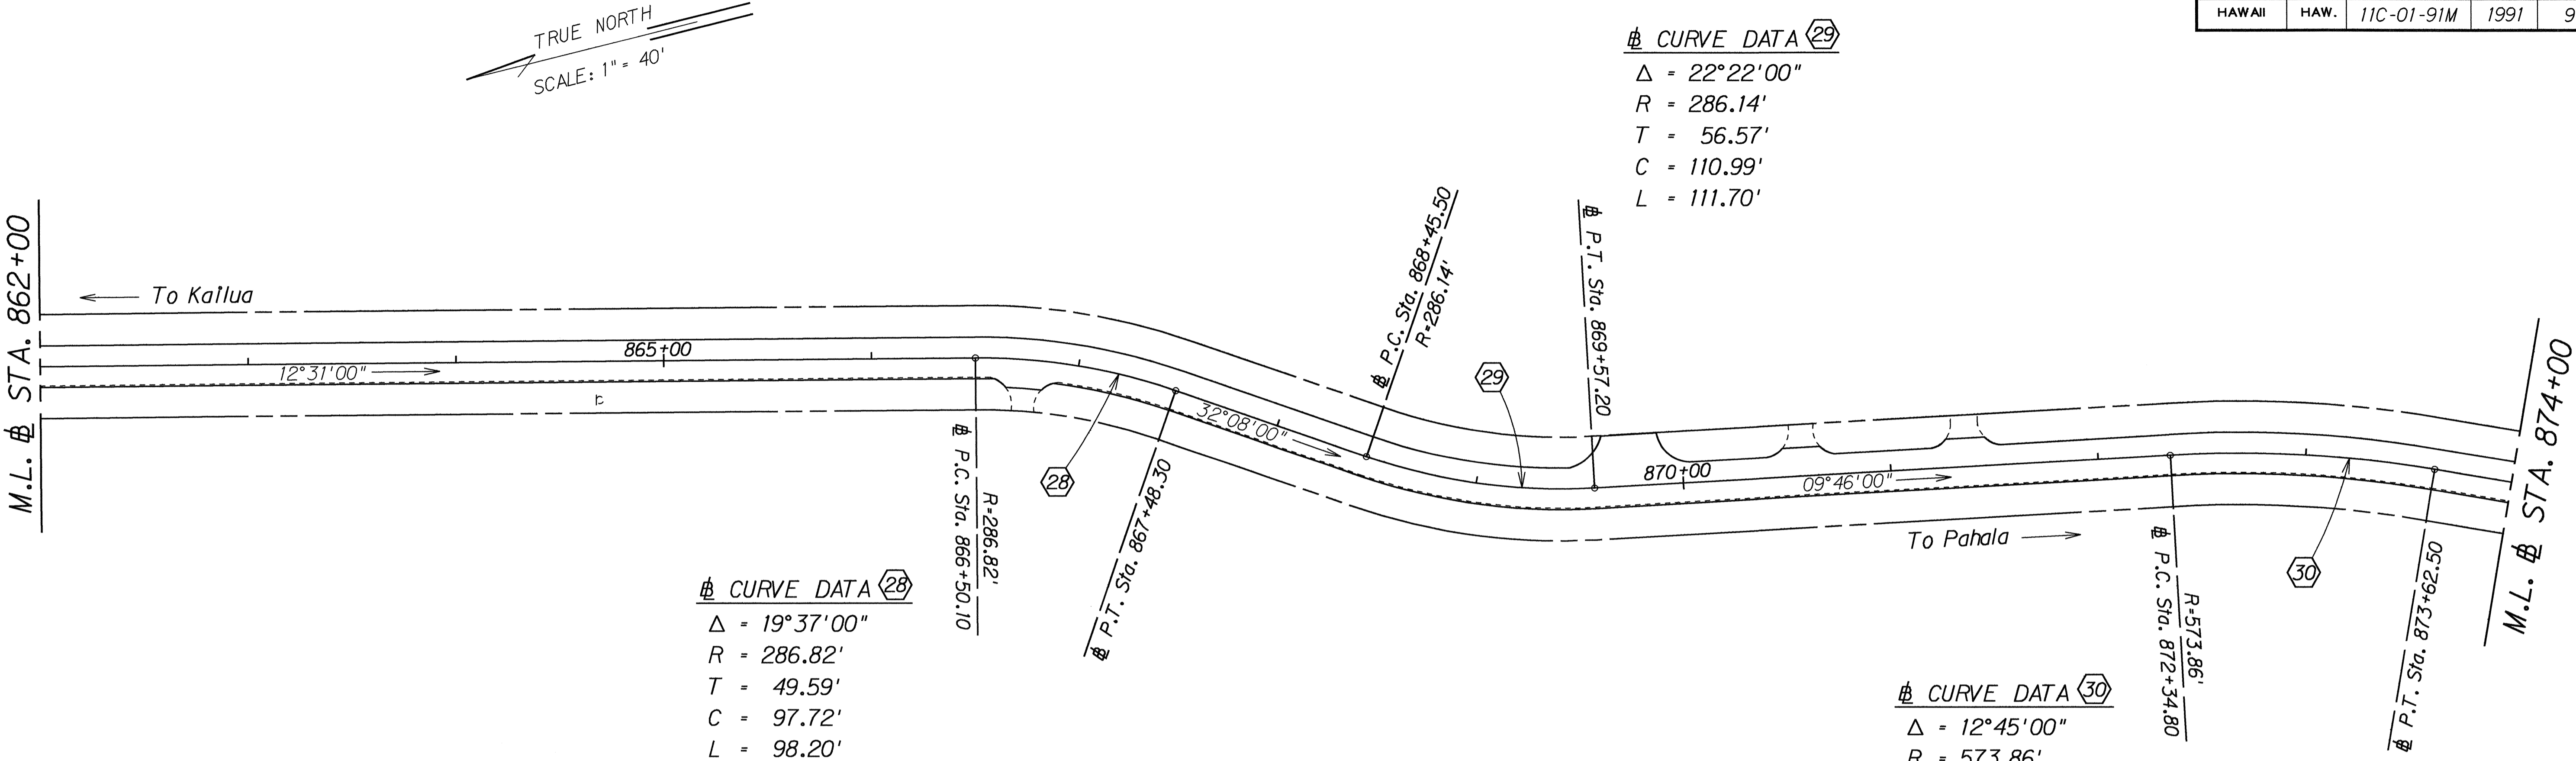 TRUE NORTH
SCALE: 1" = 40'
HAWAII HAW. 11C-01-91M 1991 9
℄ CURVE DATA 29
Δ = 22°22'00"
R = 286.14'
T = 56.57'
C = 110.99'
L = 111.70'
M.L. ℄ STA. 862+00
← To Kailua
865+00
12°31'00"
℄ P.C. Sta. 866+50.10
R=286.82'
28
℄ P.T. Sta. 867+48.30
32°08'00"
℄ P.C. Sta. 868+45.50
R=286.14'
29
℄ P.T. Sta. 869+57.20
870+00
09°46'00"
To Pahala →
℄ P.C. Sta. 872+34.80
R=573.86'
30
℄ P.T. Sta. 873+62.50
M.L. ℄ STA. 874+00
℄ CURVE DATA 28
Δ = 19°37'00"
R = 286.82'
T = 49.59'
C = 97.72'
L = 98.20'
℄ CURVE DATA 30
Δ = 12°45'00"
R = 573.86'